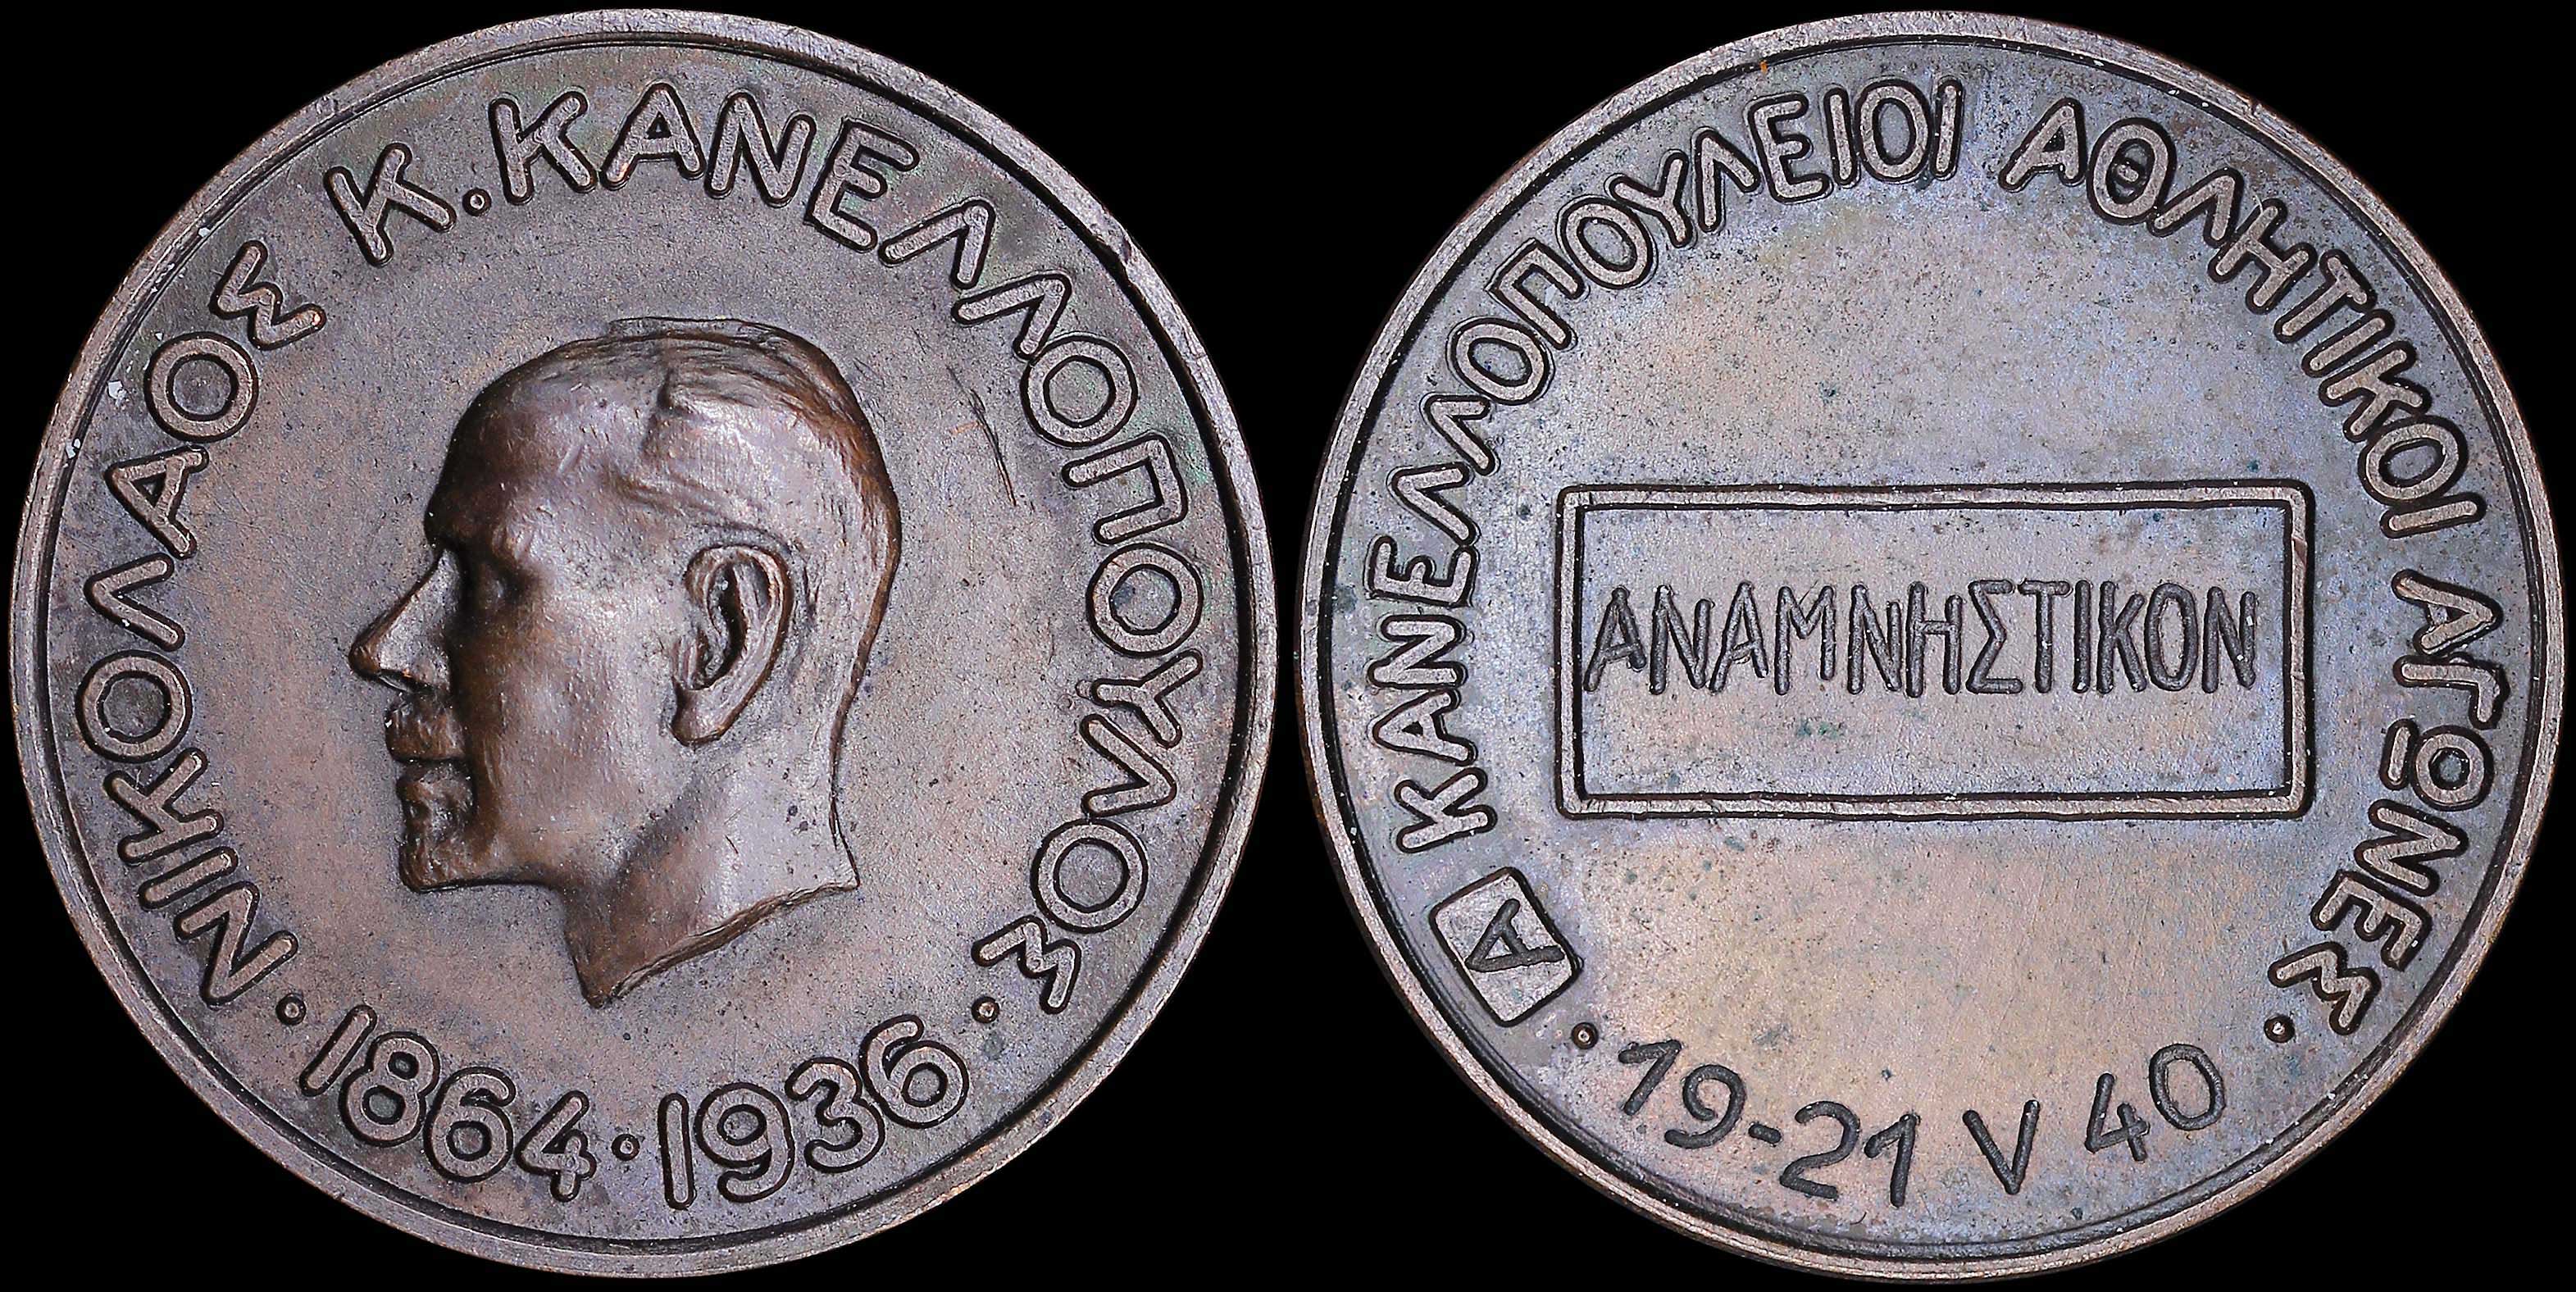 ΝΙΚΟΛΑΟΣ Κ. ΚΑΝΕΛΛΟΠΟΥΛΟΣ
· 1864 · 1936 ·
Α ΚΑΝΕΛΛΟΠΟΥΛΕΙΟΙ ΑΘΛΗΤΙΚΟΙ ΑΓΩΝΕΣ
ΑΝΑΜΝΗΣΤΙΚΟΝ
· 19-21 V 40 ·